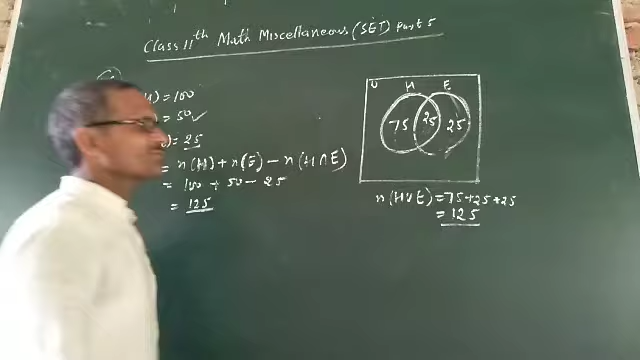 Class 11th Math Miscellaneous (SET) Part 5
) = 100
= 50 ✓
) = 25
= n(H) + n(E) − n(H∩E)
= 100 + 50 − 25
= 125
U H E
75 25 25
n(H∪E) = 75+25+25
= 125